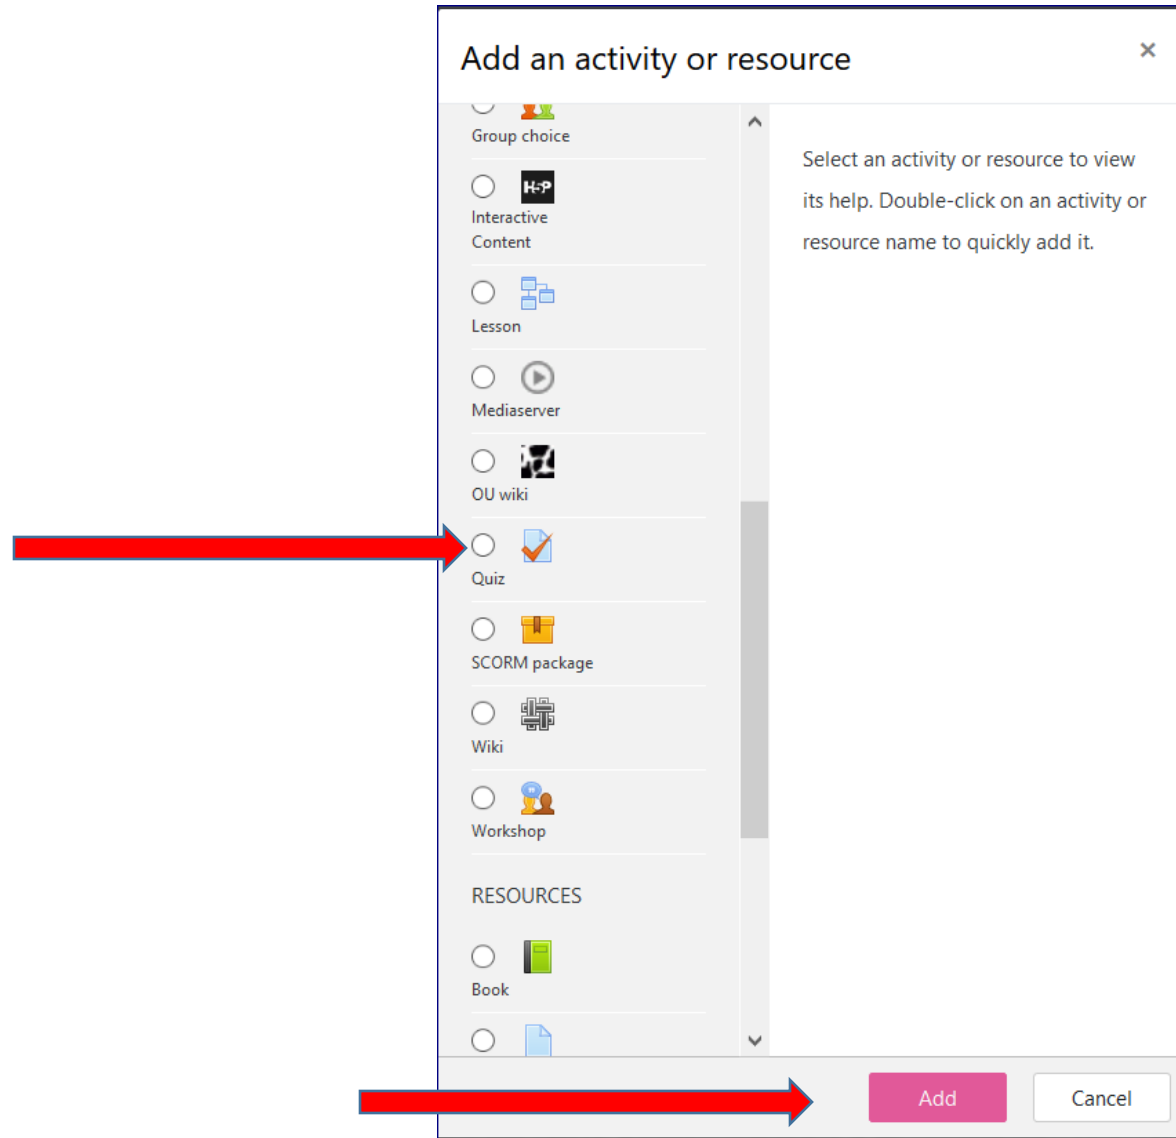 Add an activity or resource
×
Group choice
H5P
Interactive
Content
Lesson
Mediaserver
OU wiki
Quiz
SCORM package
Wiki
Workshop
RESOURCES
Book
Select an activity or resource to view
its help. Double-click on an activity or
resource name to quickly add it.
Add
Cancel